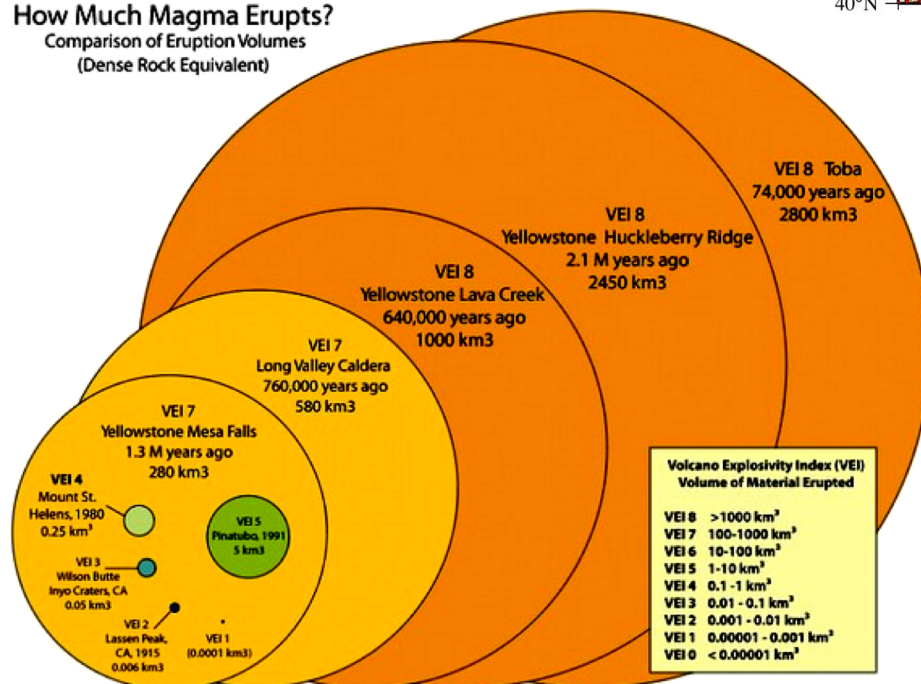 How Much Magma Erupts?
Comparison of Eruption Volumes
(Dense Rock Equivalent)
40°N
VEI 8 Toba
74,000 years ago
2800 km3
VEI 8
Yellowstone Huckleberry Ridge
2.1 M years ago
2450 km3
VEI 8
Yellowstone Lava Creek
640,000 years ago
1000 km3
VEI 7
Long Valley Caldera
760,000 years ago
580 km3
VEI 7
Yellowstone Mesa Falls
1.3 M years ago
280 km3
VEI 4
Mount St.
Helens, 1980
0.25 km³
VEI 5
Pinatubo, 1991
5 km3
VEI 3
Wilson Butte
Inyo Craters, CA
0.05 km3
VEI 2
Lassen Peak,
CA, 1915
0.006 km3
VEI 1
(0.0001 km3)
Volcano Explosivity Index (VEI)
Volume of Material Erupted
VEI 8 >1000 km³
VEI 7 100-1000 km³
VEI 6 10-100 km³
VEI 5 1-10 km³
VEI 4 0.1 -1 km³
VEI 3 0.01 - 0.1 km³
VEI 2 0.001 - 0.01 km³
VEI 1 0.00001 - 0.001 km³
VEI 0 < 0.00001 km³